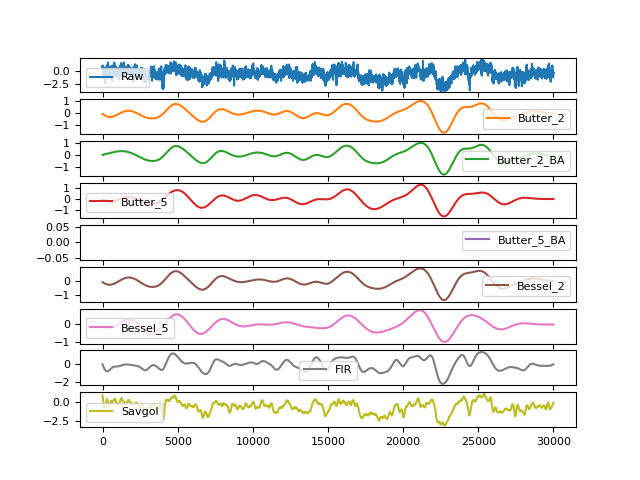 0.0
−2.5
Raw
1
0
−1
Butter_2
1
0
−1
Butter_2_BA
1
0
−1
Butter_5
0.05
0.00
−0.05
Butter_5_BA
0
−1
Bessel_2
0
−1
Bessel_5
0
−2
FIR
0.0
−2.5
Savgol
0 5000 10000 15000 20000 25000 30000